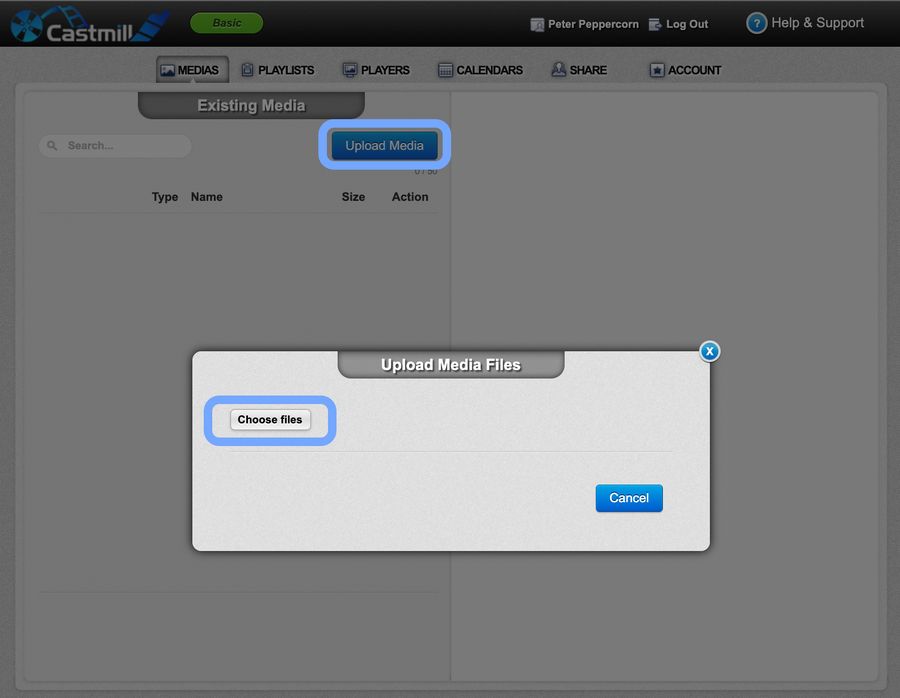 Castmill
Basic
Peter Peppercorn
Log Out
? Help & Support
MEDIAS
PLAYLISTS
PLAYERS
CALENDARS
SHARE
ACCOUNT
Existing Media
Search...
Upload Media
0 / 50
Type Name Size Action
Upload Media Files
X
Choose files
Cancel